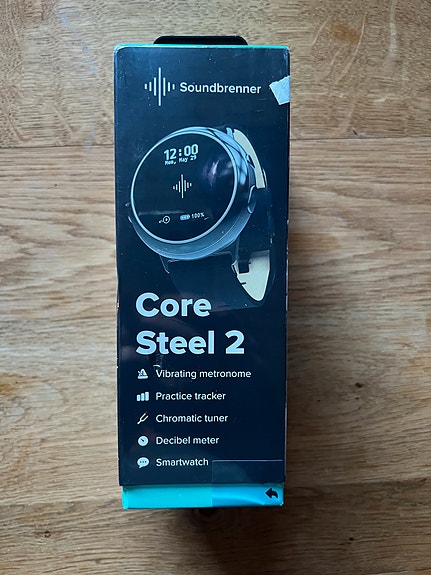 Soundbrenner
12:00
Mon, May 29
100%
Core
Steel 2
Vibrating metronome
Practice tracker
Chromatic tuner
Decibel meter
Smartwatch